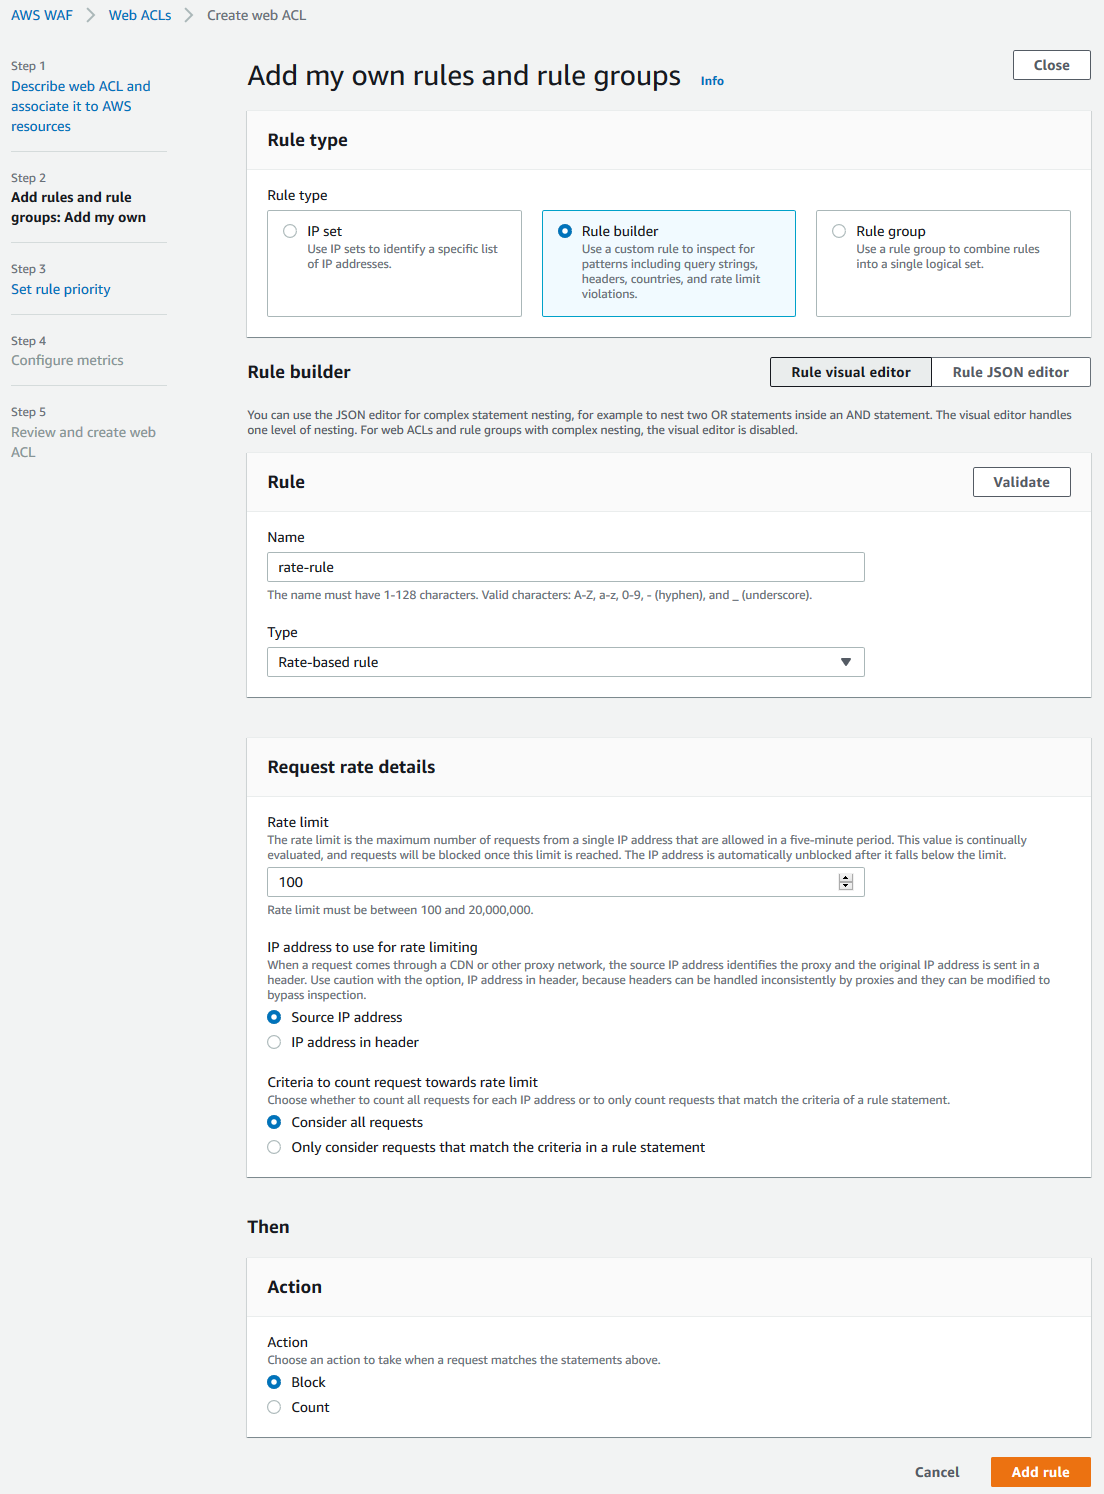 AWS WAF > Web ACLs > Create web ACL
Step 1
Describe web ACL and
associate it to AWS
resources
Step 2
Add rules and rule
groups: Add my own
Step 3
Set rule priority
Step 4
Configure metrics
Step 5
Review and create web
ACL
Add my own rules and rule groups Info
Close
Rule type
Rule type
IP set
Use IP sets to identify a specific list
of IP addresses.
Rule builder
Use a custom rule to inspect for
patterns including query strings,
headers, countries, and rate limit
violations.
Rule group
Use a rule group to combine rules
into a single logical set.
Rule builder
Rule visual editor
Rule JSON editor
You can use the JSON editor for complex statement nesting, for example to nest two OR statements inside an AND statement. The visual editor handles
one level of nesting. For web ACLs and rule groups with complex nesting, the visual editor is disabled.
Rule
Validate
Name
rate-rule
The name must have 1-128 characters. Valid characters: A-Z, a-z, 0-9, - (hyphen), and _ (underscore).
Type
Rate-based rule
Request rate details
Rate limit
The rate limit is the maximum number of requests from a single IP address that are allowed in a five-minute period. This value is continually
evaluated, and requests will be blocked once this limit is reached. The IP address is automatically unblocked after it falls below the limit.
100
Rate limit must be between 100 and 20,000,000.
IP address to use for rate limiting
When a request comes through a CDN or other proxy network, the source IP address identifies the proxy and the original IP address is sent in a
header. Use caution with the option, IP address in header, because headers can be handled inconsistently by proxies and they can be modified to
bypass inspection.
Source IP address
IP address in header
Criteria to count request towards rate limit
Choose whether to count all requests for each IP address or to only count requests that match the criteria of a rule statement.
Consider all requests
Only consider requests that match the criteria in a rule statement
Then
Action
Action
Choose an action to take when a request matches the statements above.
Block
Count
Cancel
Add rule